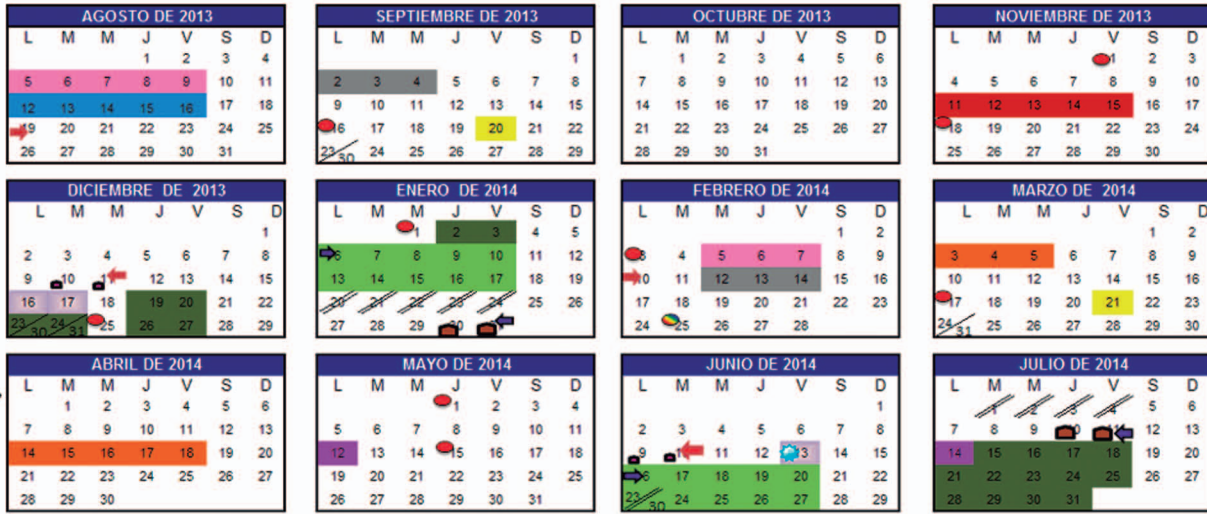 AGOSTO DE 2013
L M M J V S D
1 2 3 4
5 6 7 8 9 10 11
12 13 14 15 16 17 18
19 20 21 22 23 24 25
26 27 28 29 30 31
SEPTIEMBRE DE 2013
L M M J V S D
1
2 3 4 5 6 7 8
9 10 11 12 13 14 15
16 17 18 19 20 21 22
23/30 24 25 26 27 28 29
OCTUBRE DE 2013
L M M J V S D
1 2 3 4 5 6
7 8 9 10 11 12 13
14 15 16 17 18 19 20
21 22 23 24 25 26 27
28 29 30 31
NOVIEMBRE DE 2013
L M M J V S D
1 2 3
4 5 6 7 8 9 10
11 12 13 14 15 16 17
18 19 20 21 22 23 24
25 26 27 28 29 30
DICIEMBRE DE 2013
L M M J V S D
1
2 3 4 5 6 7 8
9 10 12 13 14 15
16 17 18 19 20 21 22
23/30 24/31 25 26 27 28 29
ENERO DE 2014
L M M J V S D
1 2 3 4 5
6 7 8 9 10 11 12
13 14 15 16 17 18 19
20 21 22 23 24 25 26
27 28 29
FEBRERO DE 2014
L M M J V S D
1 2
3 4 5 6 7 8 9
10 11 12 13 14 15 16
17 18 19 20 21 22 23
24 25 26 27 28
MARZO DE 2014
L M M J V S D
1 2
3 4 5 6 7 8 9
10 11 12 13 14 15 16
17 18 19 20 21 22 23
24/31 25 26 27 28 29 30
ABRIL DE 2014
L M M J V S D
1 2 3 4 5 6
7 8 9 10 11 12 13
14 15 16 17 18 19 20
21 22 23 24 25 26 27
28 29 30
MAYO DE 2014
L M M J V S D
1 2 3 4
5 6 7 8 9 10 11
12 13 14 15 16 17 18
19 20 21 22 23 24 25
26 27 28 29 30 31
JUNIO DE 2014
L M M J V S D
1
2 3 4 5 6 7 8
9 11 12 13 14 15
16 17 18 19 20 21 22
23/30 24 25 26 27 28 29
JULIO DE 2014
L M M J V S D
1 2 3 4 5 6
7 8 9 10 11 12 13
14 15 16 17 18 19 20
21 22 23 24 25 26 27
28 29 30 31